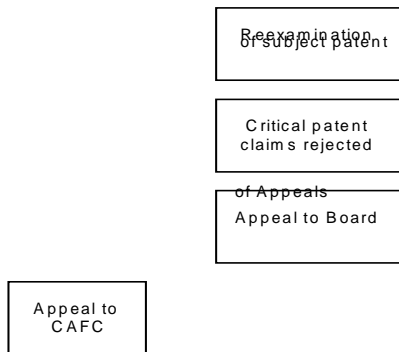 Reexamination
of subject patent
Critical patent
claims rejected
of Appeals
Appeal to Board
Appeal to
CAFC